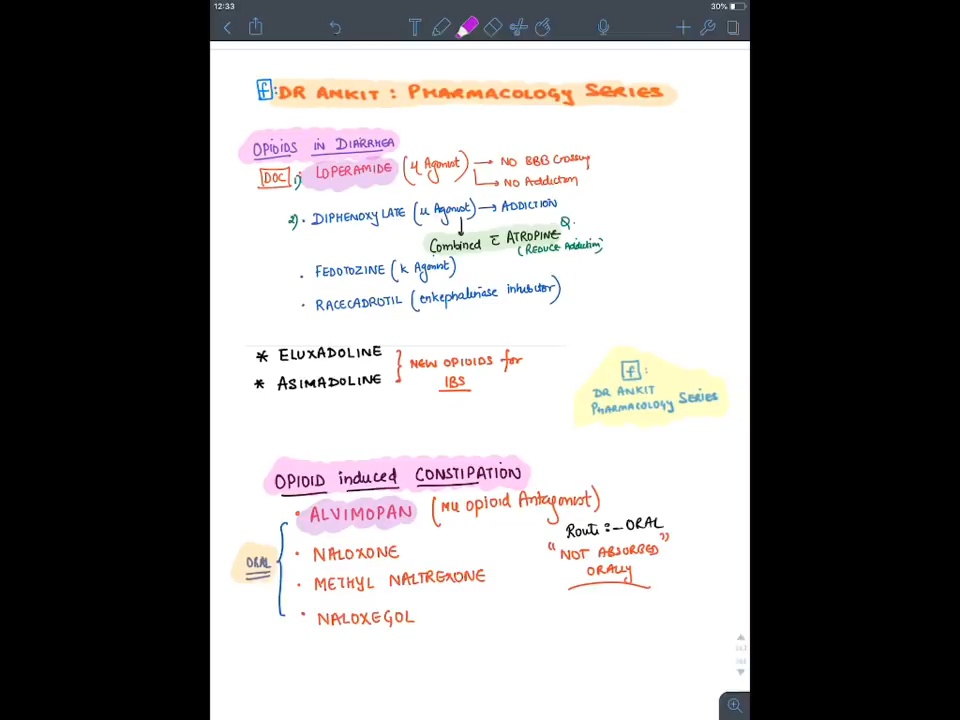 12:33
30%
f : DR ANKIT : PHARMACOLOGY SERIES
OPIOIDS IN DIARRHEA
DOC 1) LOPERAMIDE (μ Agonist) → NO BBB Crossing
→ NO Addiction
2) • DIPHENOXYLATE (μ Agonist) → ADDICTION
Combined c̄ ATROPINE Q.
(REDUCE Addiction)
• FEDOTOZINE (k Agonist)
• RACECADROTIL (enkephalinase inhibitor)
* ELUXADOLINE
* ASIMADOLINE
NEW OPIOIDS for
IBS
f :
DR ANKIT
PHARMACOLOGY SERIES
OPIOID induced CONSTIPATION
• ALVIMOPAN (MU opioid Antagonist)
Route :- ORAL
"NOT ABSORBED
ORALLY"
ORAL
• NALOXONE
• METHYL NALTREXONE
• NALOXEGOL